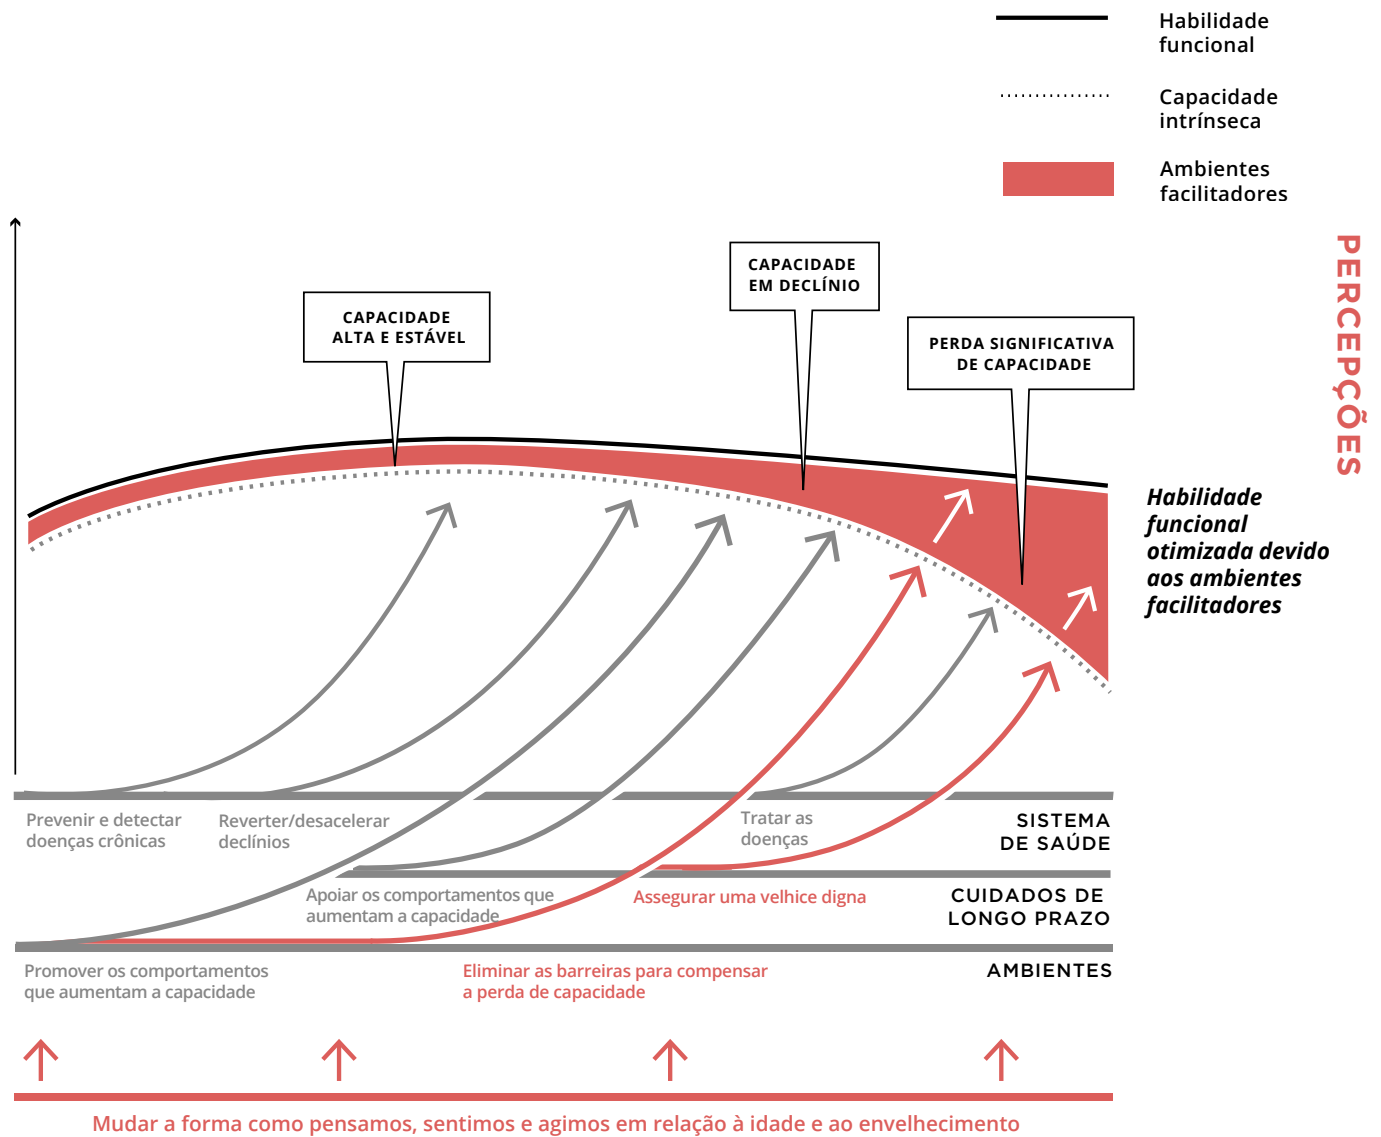 Habilidade
funcional
Capacidade
intrínseca
Ambientes
facilitadores
PERCEPÇÕES
CAPACIDADE
ALTA E ESTÁVEL
CAPACIDADE
EM DECLÍNIO
PERDA SIGNIFICATIVA
DE CAPACIDADE
Habilidade
funcional
otimizada devido
aos ambientes
facilitadores
Prevenir e detectar
doenças crônicas
Reverter/desacelerar
declínios
Tratar as
doenças
SISTEMA
DE SAÚDE
Apoiar os comportamentos que
aumentam a capacidade
Assegurar uma velhice digna
CUIDADOS DE
LONGO PRAZO
Promover os comportamentos
que aumentam a capacidade
Eliminar as barreiras para compensar
a perda de capacidade
AMBIENTES
Mudar a forma como pensamos, sentimos e agimos em relação à idade e ao envelhecimento